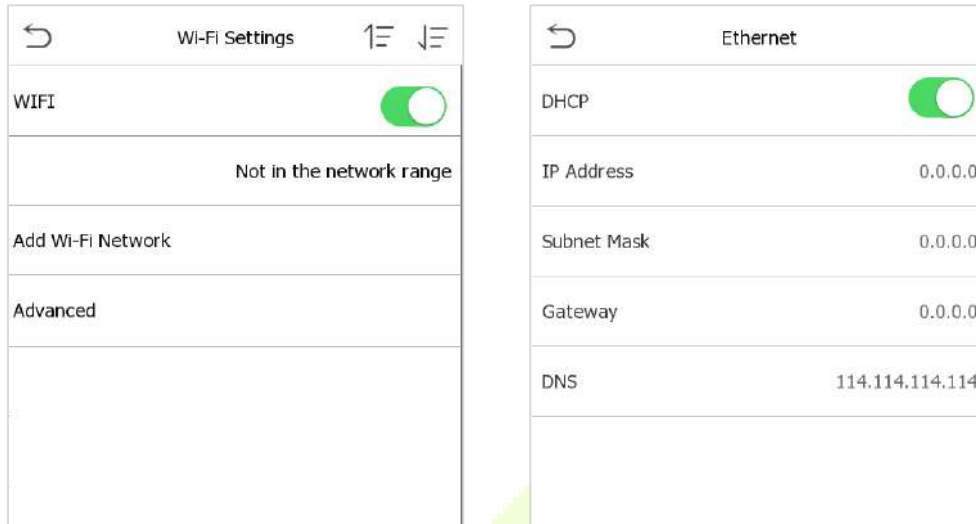 Wi-Fi Settings
WIFI
Not in the network range
Add Wi-Fi Network
Advanced
Ethernet
DHCP
IP Address 0.0.0.0
Subnet Mask 0.0.0.0
Gateway 0.0.0.0
DNS 114.114.114.114